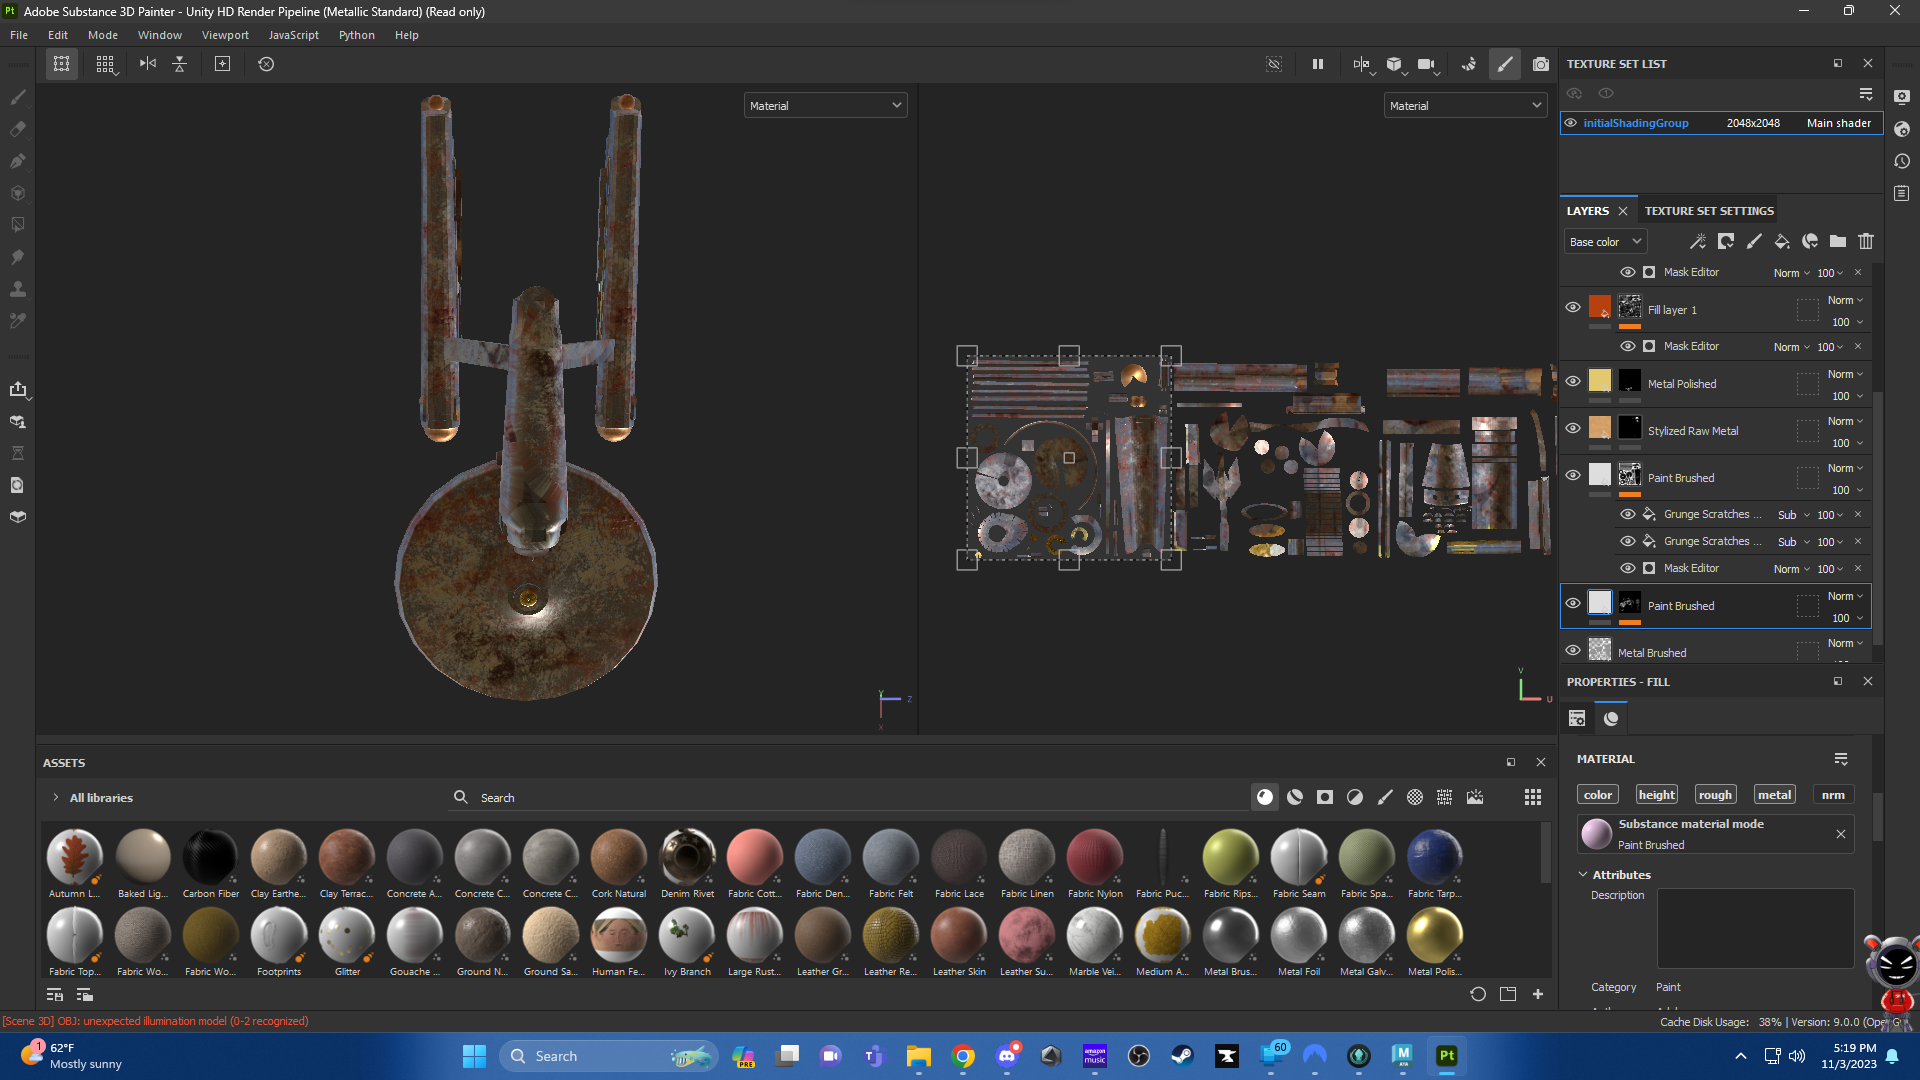 Pt Adobe Substance 3D Painter - Unity HD Render Pipeline (Metallic Standard) (Read only)
File Edit Mode Window Viewport JavaScript Python Help
Material
Material
Y
Z
X
V
U
TEXTURE SET LIST
initialShadingGroup 2048x2048 Main shader
LAYERS TEXTURE SET SETTINGS
Base color
Mask Editor Norm 100
Fill layer 1 Norm 100
Mask Editor Norm 100
Metal Polished Norm 100
Stylized Raw Metal Norm 100
Paint Brushed Norm 100
Grunge Scratches ... Sub 100
Grunge Scratches ... Sub 100
Mask Editor Norm 100
Paint Brushed Norm 100
Metal Brushed Norm
PROPERTIES - FILL
MATERIAL
color height rough metal nrm
Substance material mode
Paint Brushed
Attributes
Description
Category Paint
ASSETS
All libraries
Search
Autumn L... Baked Lig... Carbon Fiber Clay Earthe... Clay Terrac... Concrete A... Concrete C... Concrete C... Cork Natural Denim Rivet Fabric Cott... Fabric Den... Fabric Felt Fabric Lace Fabric Linen Fabric Nylon Fabric Puc... Fabric Rips... Fabric Seam Fabric Spa... Fabric Tarp...
Fabric Top... Fabric Wo... Fabric Wo... Footprints Glitter Gouache ... Ground N... Ground Sa... Human Fe... Ivy Branch Large Rust... Leather Gr... Leather Re... Leather Skin Leather Su... Marble Vei... Medium A... Metal Brus... Metal Foil Metal Galv... Metal Polis...
[Scene 3D] OBJ: unexpected illumination model (0-2 recognized)
Cache Disk Usage: 38% | Version: 9.0.0 (Ope
1
62°F
Mostly sunny
Search
PRE
amazon music
60
M
Pt
5:19 PM
11/3/2023